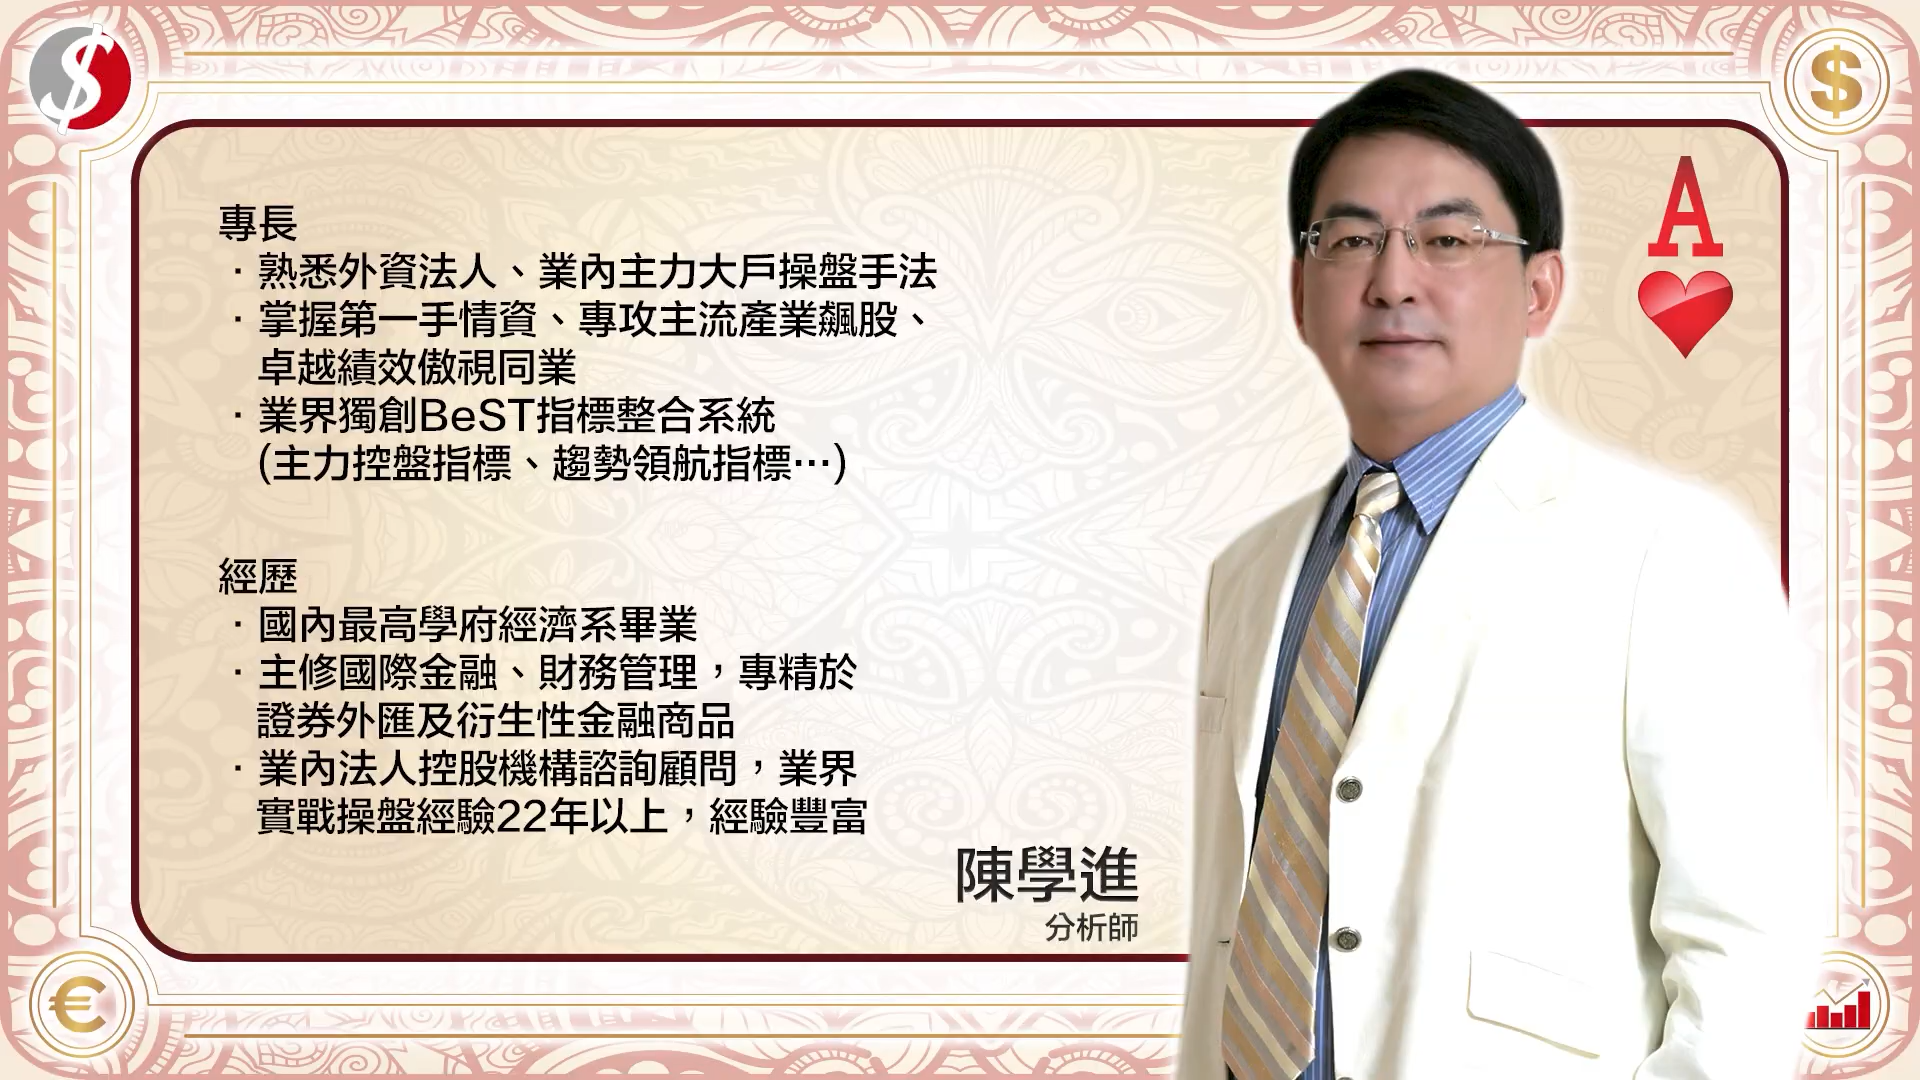 專長
·熟悉外資法人、業內主力大戶操盤手法
·掌握第一手情資、專攻主流產業飆股、
卓越績效傲視同業
·業界獨創BeST指標整合系統
(主力控盤指標、趨勢領航指標…)
經歷
·國內最高學府經濟系畢業
·主修國際金融、財務管理，專精於
證券外匯及衍生性金融商品
·業內法人控股機構諮詢顧問，業界
實戰操盤經驗22年以上，經驗豐富
陳學進
分析師
A
$
$
€